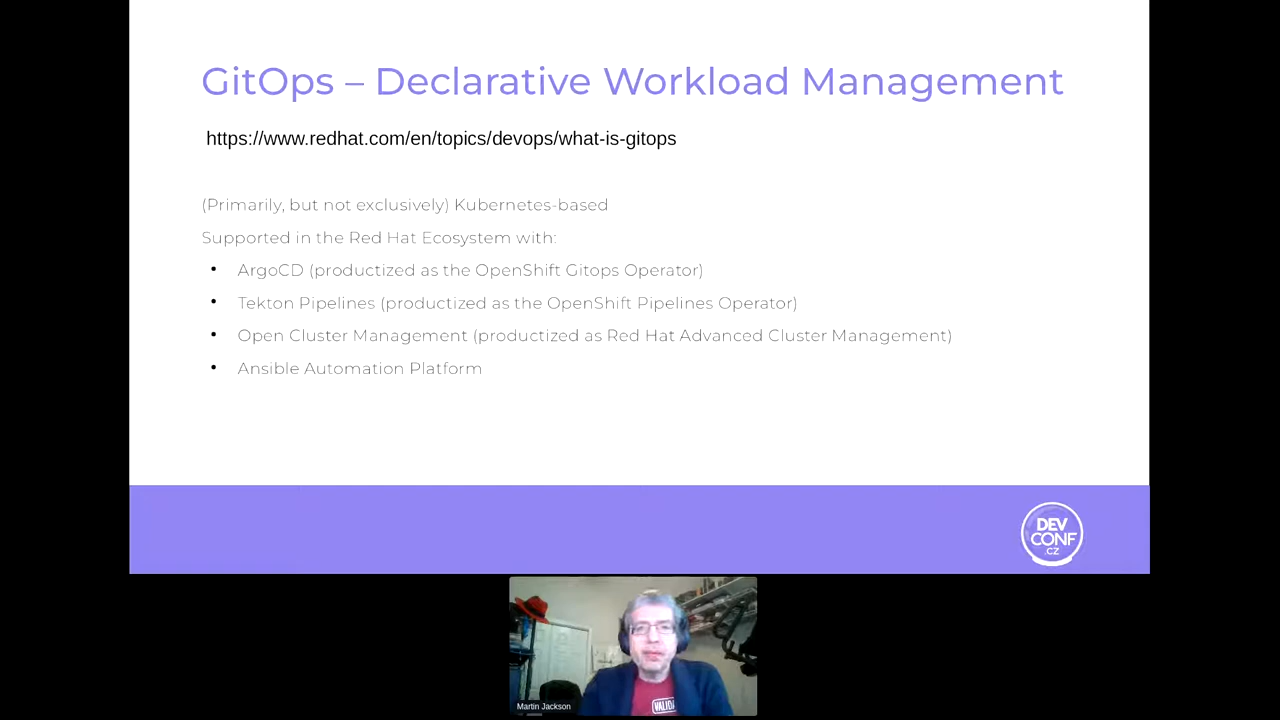 GitOps – Declarative Workload Management
https://www.redhat.com/en/topics/devops/what-is-gitops
(Primarily, but not exclusively) Kubernetes-based
Supported in the Red Hat Ecosystem with:
• ArgoCD (productized as the OpenShift Gitops Operator)
• Tekton Pipelines (productized as the OpenShift Pipelines Operator)
• Open Cluster Management (productized as Red Hat Advanced Cluster Management)
• Ansible Automation Platform
DEV
CONF
.CZ
Martin Jackson